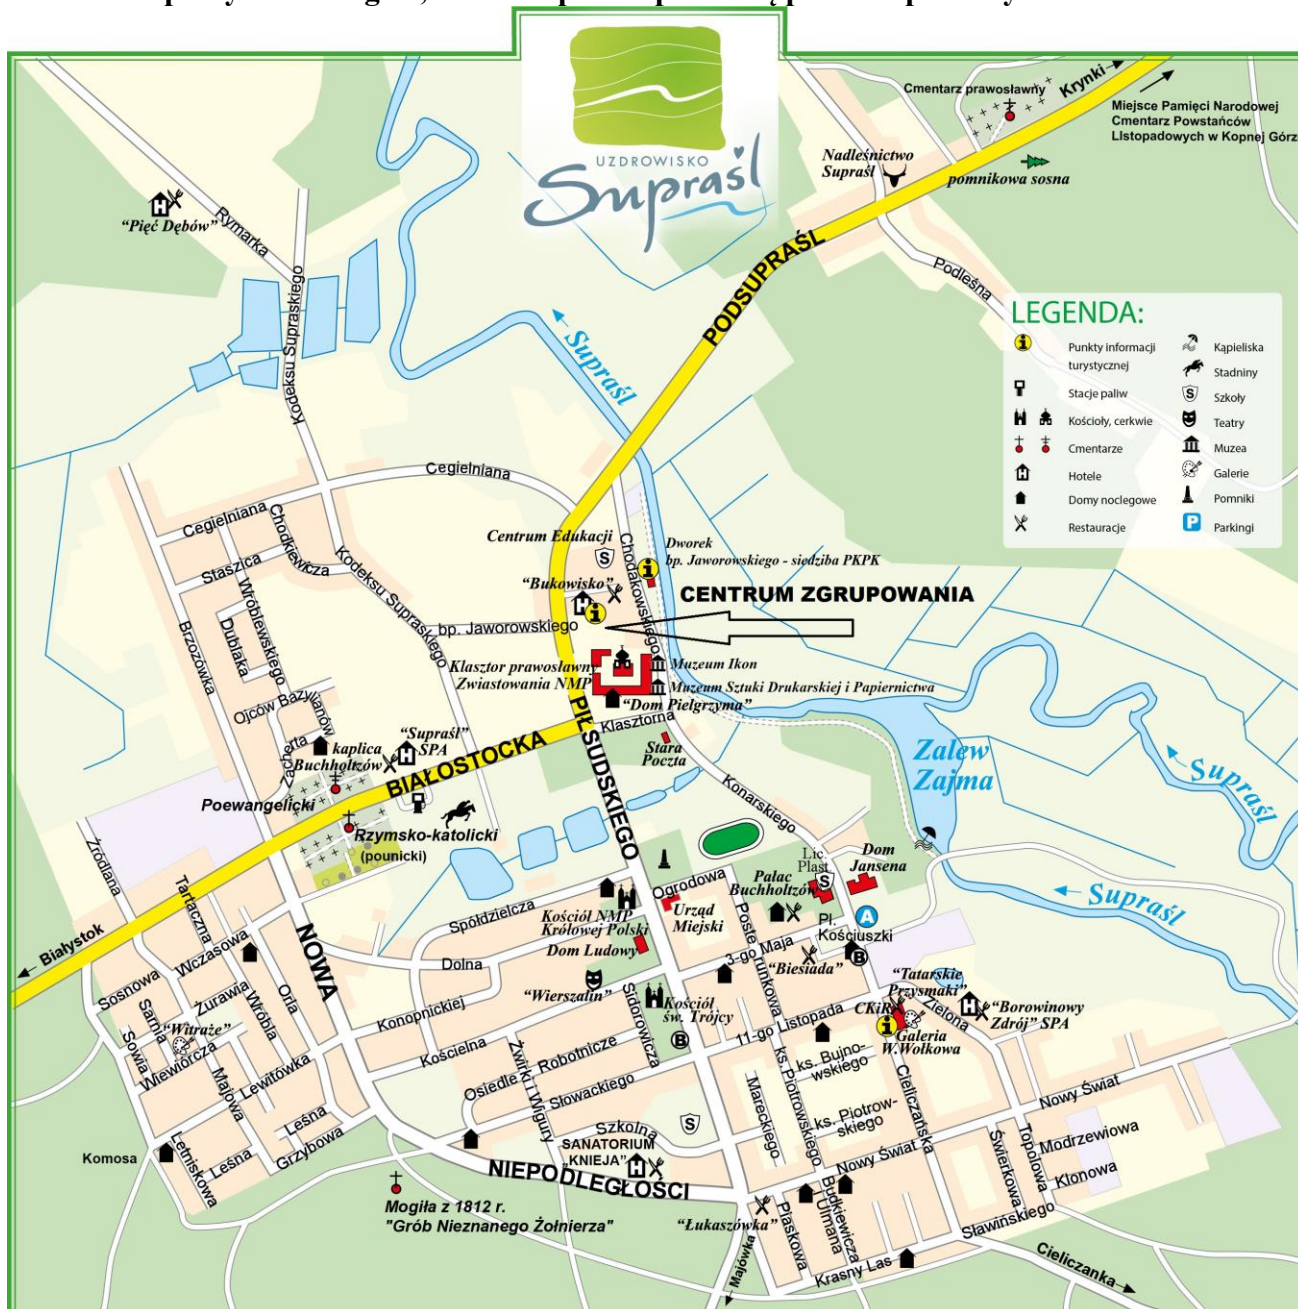 UZDROWISKO
Supraśl
Cmentarz prawosławny
Krynki
Miejsce Pamięci Narodowej
Cmentarz Powstańców
LIstopadowych w Kopnej Górze
Nadleśnictwo
Supraśl
pomnikowa sosna
"Pięć Dębów"
Rymarka
Kodeksu Supraskiego
PODSUPRAŚL
Podleśna
Supraśl
LEGENDA:
Punkty informacji
turystycznej
Stacje paliw
Kościoły, cerkwie
Cmentarze
Hotele
Domy noclegowe
Restauracje
Kąpieliska
Stadniny
Szkoły
Teatry
Muzea
Galerie
Pomniki
P Parkingi
Cegielniana
Cegielniana
Chodkiewicza
Staszica
Kodeksu Supraskiego
Wróblewskiego
Dubiaka
Brzozówka
Centrum Edukacji
Chodakowskiego
Dworek
bp. Jaworowskiego - siedziba PKPK
"Bukowisko"
CENTRUM ZGRUPOWANIA
bp. Jaworowskiego
Klasztor prawosławny
Zwiastowania NMP
Muzeum Ikon
Muzeum Sztuki Drukarskiej i Papiernictwa
"Dom Pielgrzyma"
Ojców Bazylianów
Zacherta
kaplica
Buchholtzów
"Supraśl"
SPA
BIAŁOSTOCKA
PIŁSUDSKIEGO
Klasztorna
Stara
Poczta
Konarskiego
Zalew
Zajma
Supraśl
Poewangelicki
Rzymsko-katolicki
(pounicki)
Źródlana
Tartaczna
Białystok
NOWA
Spółdzielcza
Dolna
Konopnickiej
Kościelna
Kościół NMP
Królowej Polski
Dom Ludowy
"Wierszalin"
Ogrodowa
Urząd
Miejski
Posterunkowa
Pałac
Buchholtzów
Lic.
Plast.
Dom
Jansena
A
Pl.
Kościuszki
B
3-go Maja
"Biesiada"
Supraśl
Sidorowicza
Kościół
św. Trójcy
B
11-go Listopada
"Tatarskie
Przysmaki"
CKiR
Zielona
"Borowinowy
Zdrój" SPA
Galeria
W.Wołkowa
Sosnowa
Wczasowa
Żurawia
Sarnia
Sowia
"Witraże"
Wiewiórcza
Wróbla
Orla
Majowa
Lewitówka
Leśna
Leśna
Grzybowa
Letniskowa
Komosa
Osiedle Robotnicze
Żwirki i Wigury
Słowackiego
Szkolna
SANATORIUM
"KNIEJA"
NIEPODLEGŁOŚCI
Mogiła z 1812 r.
"Grób Nieznanego Żołnierza"
ks. Bujno-
wskiego
ks. Piotrowskiego
ks. Piotrow-
skiego
Mareckiego
Cieliczańska
Nowy Świat
Nowy Świat
Świerkowa
Topolowa
Modrzewiowa
Klonowa
Sławińskiego
"Łukaszówka"
Piaskowa
Ulmana
Budkiewicza
Krasny Las
Majówka
Cieliczanka